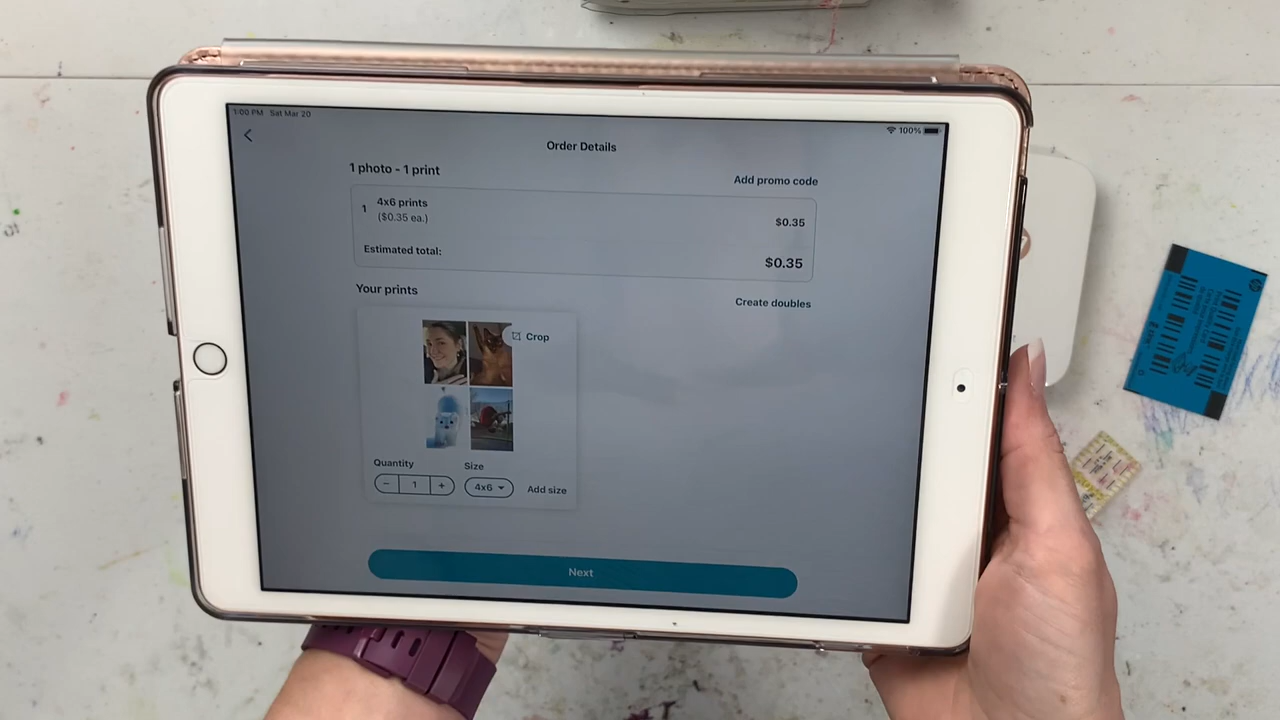 1:00 PM Sat Mar 20
100%
Order Details
1 photo - 1 print
Add promo code
1
4x6 prints
($0.35 ea.)
$0.35
Estimated total:
$0.35
Your prints
Create doubles
Crop
Quantity
Size
- 1 +
4x6
Add size
Next